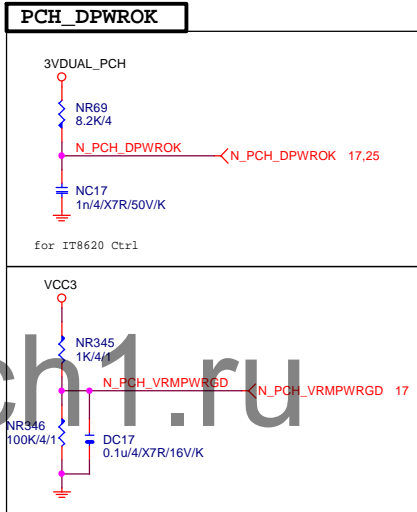 PCH_DPWROK
3VDUAL_PCH
NR69
8.2K/4
N_PCH_DPWROK
N_PCH_DPWROK 17,25
NC17
1n/4/X7R/50V/K
for IT8620 Ctrl
VCC3
NR345
1K/4/1
N_PCH_VRMPWRGD
N_PCH_VRMPWRGD 17
NR346
100K/4/1
DC17
0.1u/4/X7R/16V/K
ch1.ru